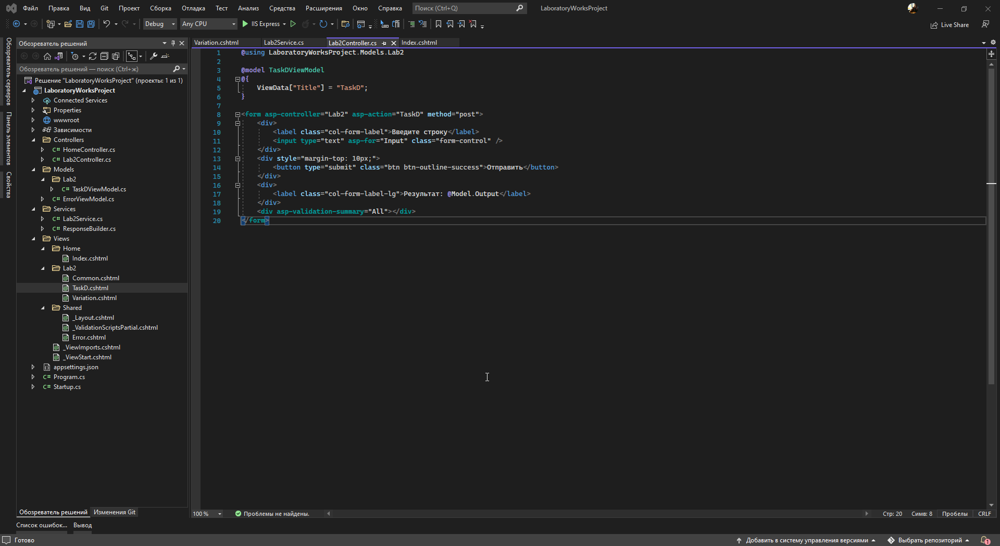 Файл Правка Вид Git Проект Сборка Отладка Тест Анализ Средства Расширения Окно Справка Поиск (Ctrl+Q) LaboratoryWorksProject
Debug Any CPU IIS Express Live Share
Обозреватель серверов
Панель элементов
Свойства
Обозреватель решений
Обозреватель решений — поиск (Ctrl+ж)
Решение "LaboratoryWorksProject" (проекты: 1 из 1)
LaboratoryWorksProject
Connected Services
Properties
wwwroot
Зависимости
Controllers
C# HomeController.cs
C# Lab2Controller.cs
Models
Lab2
C# TaskDViewModel.cs
C# ErrorViewModel.cs
Services
C# Lab2Service.cs
C# ResponseBuilder.cs
Views
Home
Index.cshtml
Lab2
Common.cshtml
TaskD.cshtml
Variation.cshtml
Shared
_Layout.cshtml
_ValidationScriptsPartial.cshtml
Error.cshtml
_ViewImports.cshtml
_ViewStart.cshtml
appsettings.json
C# Program.cs
C# Startup.cs
Обозреватель решений Изменения Git
Variation.cshtml Lab2Service.cs Lab2Controller.cs Index.cshtml
1 @using LaboratoryWorksProject.Models.Lab2
2
3 @model TaskDViewModel
4 @{
5 ViewData["Title"] = "TaskD";
6 }
7
8 <form asp-controller="Lab2" asp-action="TaskD" method="post">
9 <div>
10 <label class="col-form-label">Введите строку</label>
11 <input type="text" asp-for="Input" class="form-control" />
12 </div>
13 <div style="margin-top: 10px;">
14 <button type="submit" class="btn btn-outline-success">Отправить</button>
15 </div>
16 <div>
17 <label class="col-form-label-lg">Результат: @Model.Output</label>
18 </div>
19 <div asp-validation-summary="All"></div>
20 </form>
100 % Проблемы не найдены. Стр: 20 Симв: 8 Пробелы CRLF
Список ошибок... Вывод
Готово Добавить в систему управления версиями Выбрать репозиторий 1